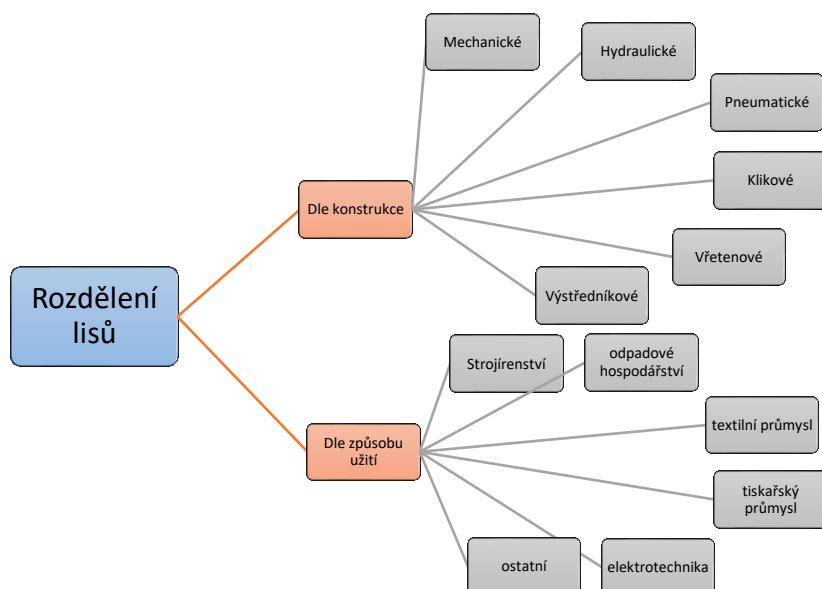 Mechanické
Hydraulické
Pneumatické
Klikové
Dle konstrukce
Vřetenové
Výstředníkové
Rozdělení
lisů
Strojírenství
odpadové
hospodářství
textilní průmysl
Dle způsobu
užití
tiskařský
průmysl
ostatní
elektrotechnika